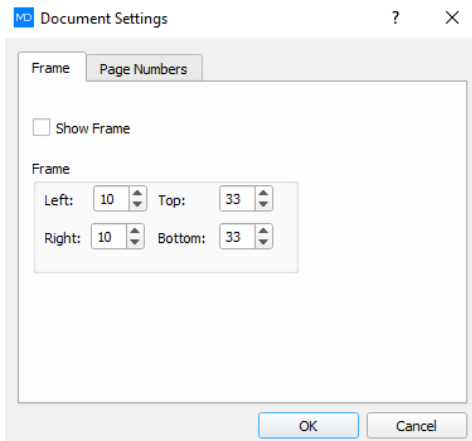 MD Document Settings ? ×
Frame Page Numbers
Show Frame
Frame
Left: 10 Top: 33
Right: 10 Bottom: 33
OK Cancel